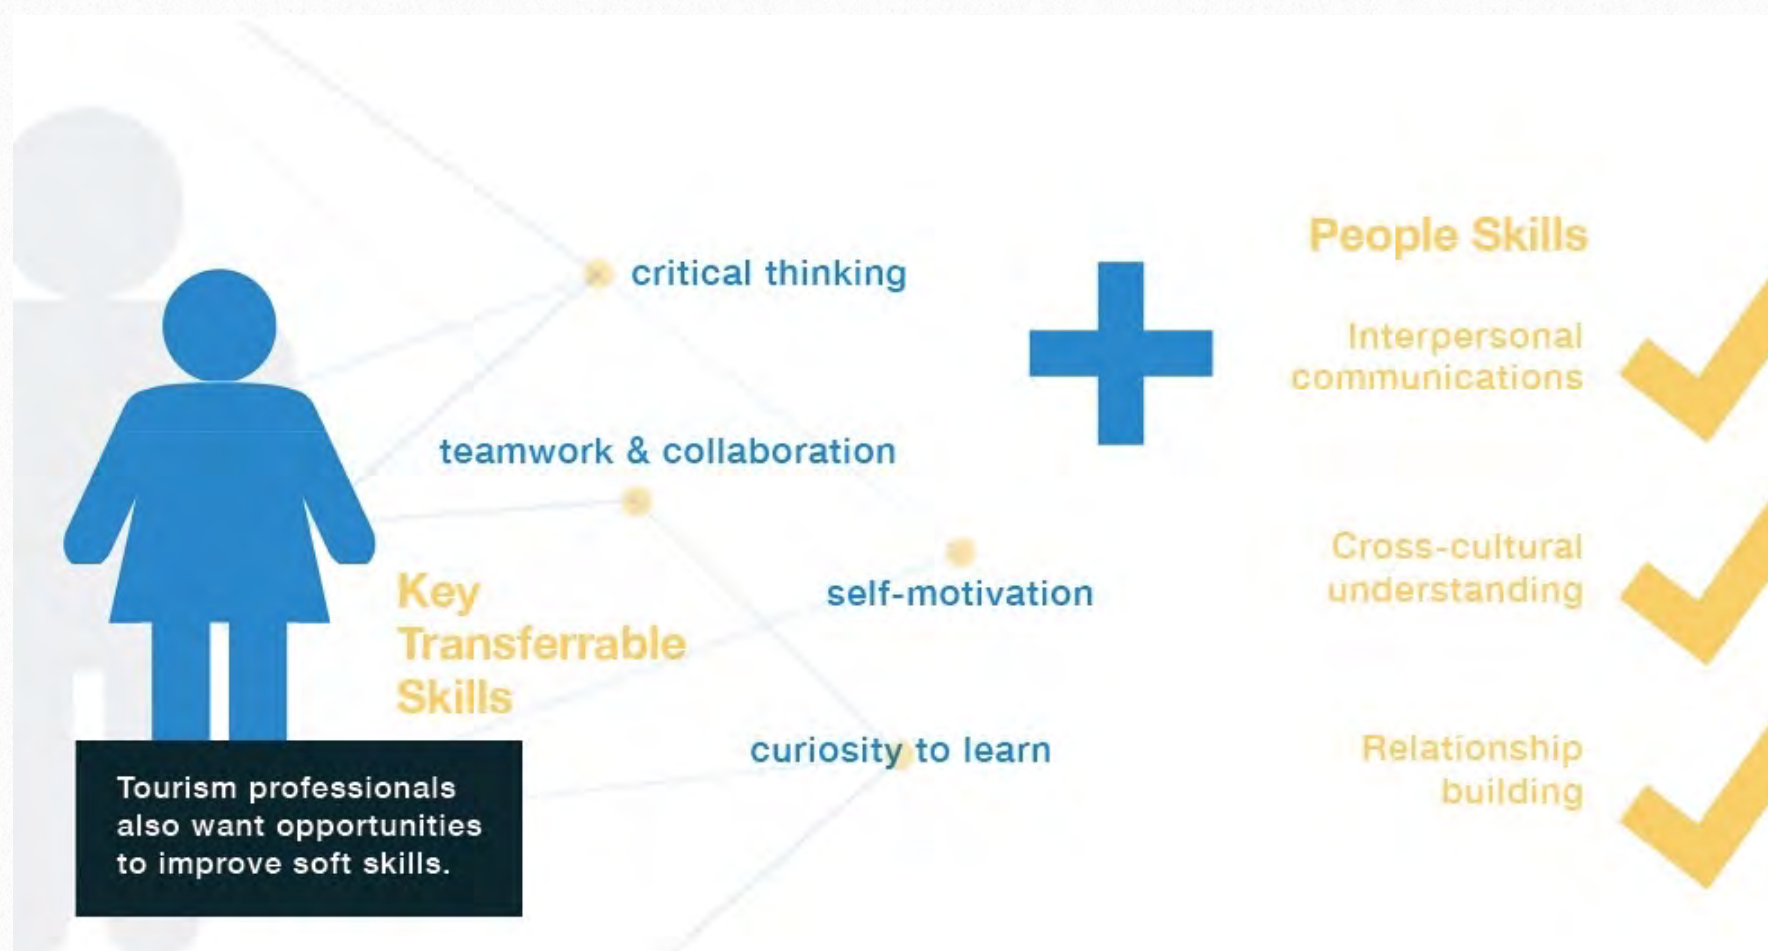 critical thinking
teamwork & collaboration
self-motivation
Key
Transferrable
Skills
curiosity to learn
Tourism professionals
also want opportunities
to improve soft skills.
People Skills
Interpersonal
communications
Cross-cultural
understanding
Relationship
building